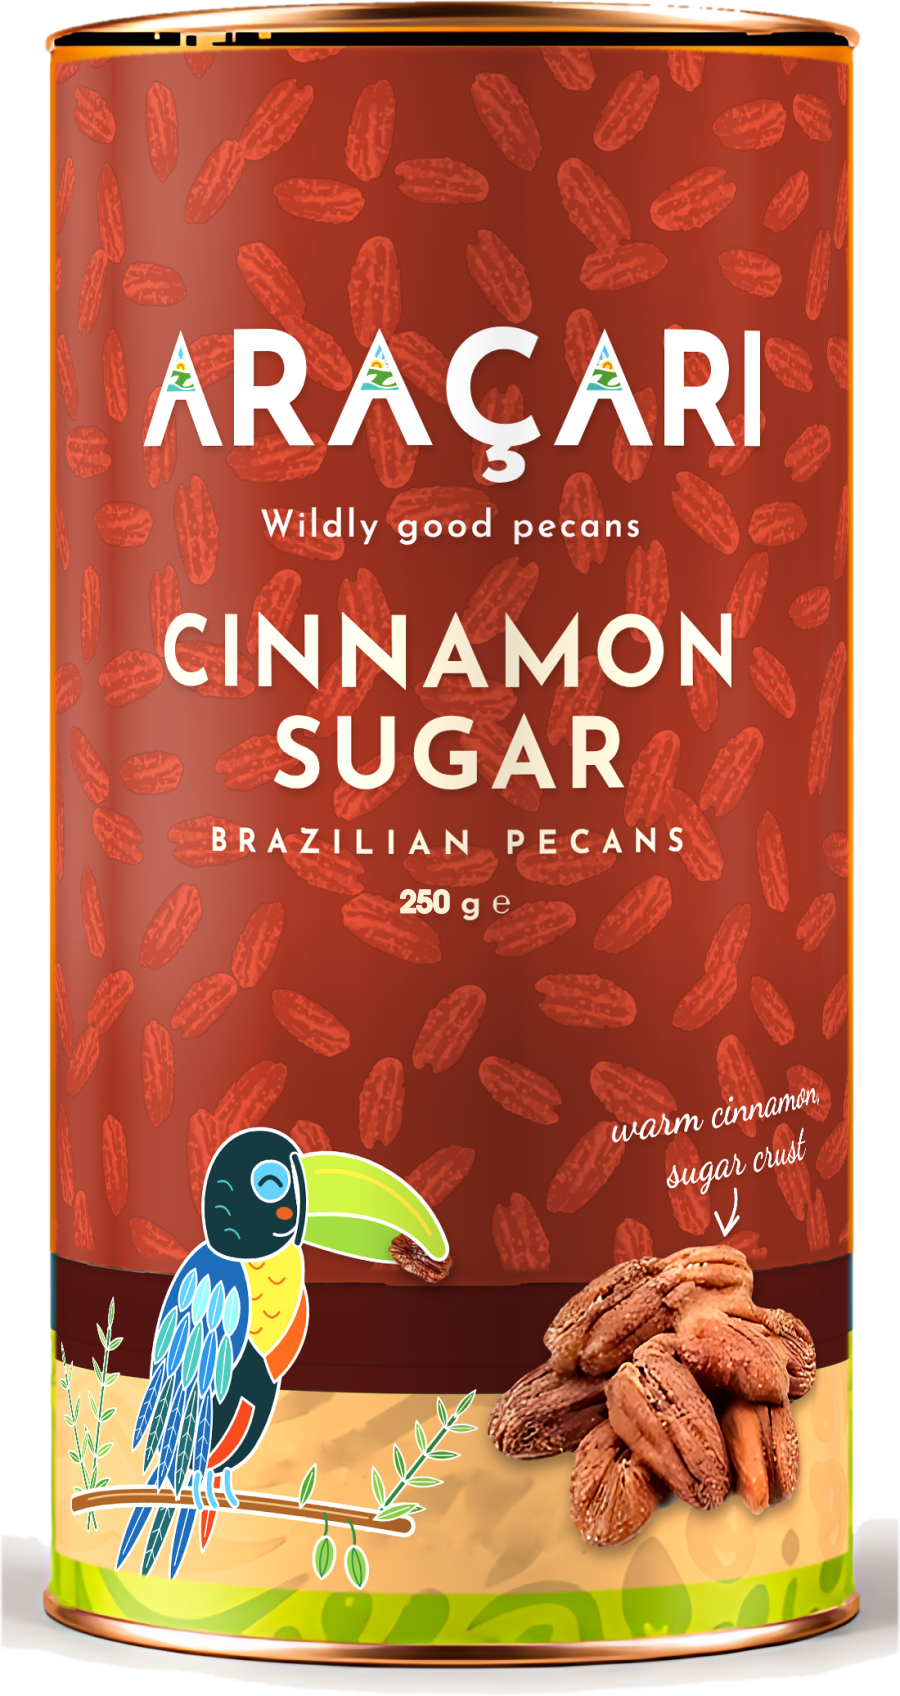 ARAÇARI
Wildly good pecans
CINNAMON
SUGAR
BRAZILIAN PECANS
250 g ℮
warm cinnamon,
sugar crust